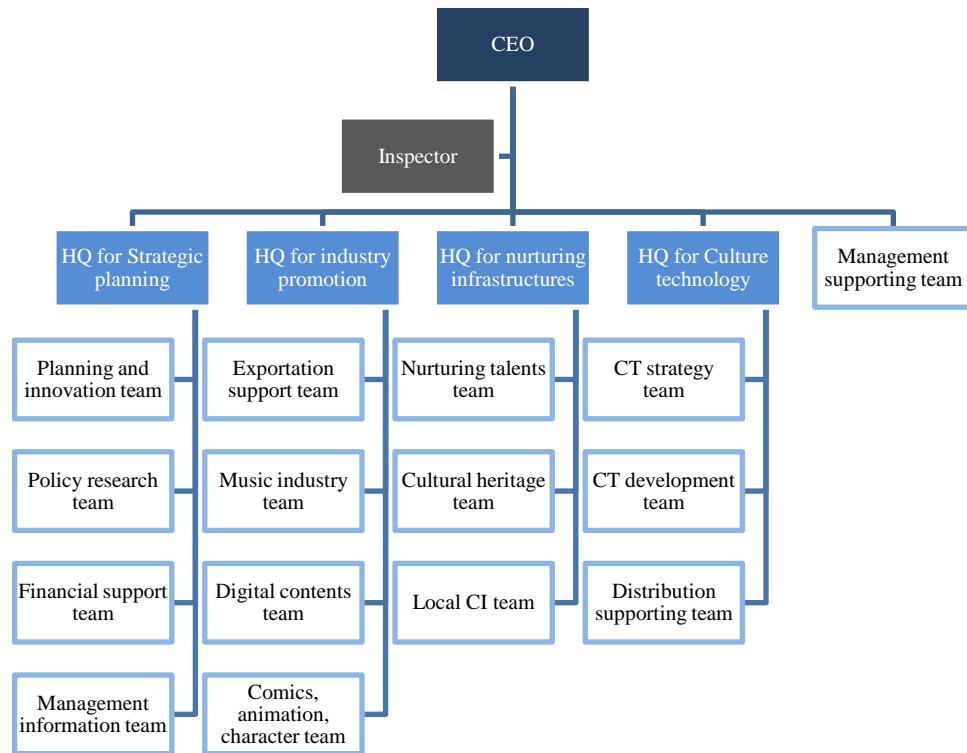 CEO
Inspector
HQ for Strategic
planning
HQ for industry
promotion
HQ for nurturing
infrastructures
HQ for Culture
technology
Management
supporting team
Planning and
innovation team
Exportation
support team
Nurturing talents
team
CT strategy
team
Policy research
team
Music industry
team
Cultural heritage
team
CT development
team
Financial support
team
Digital contents
team
Local CI team
Distribution
supporting team
Management
information team
Comics,
animation,
character team